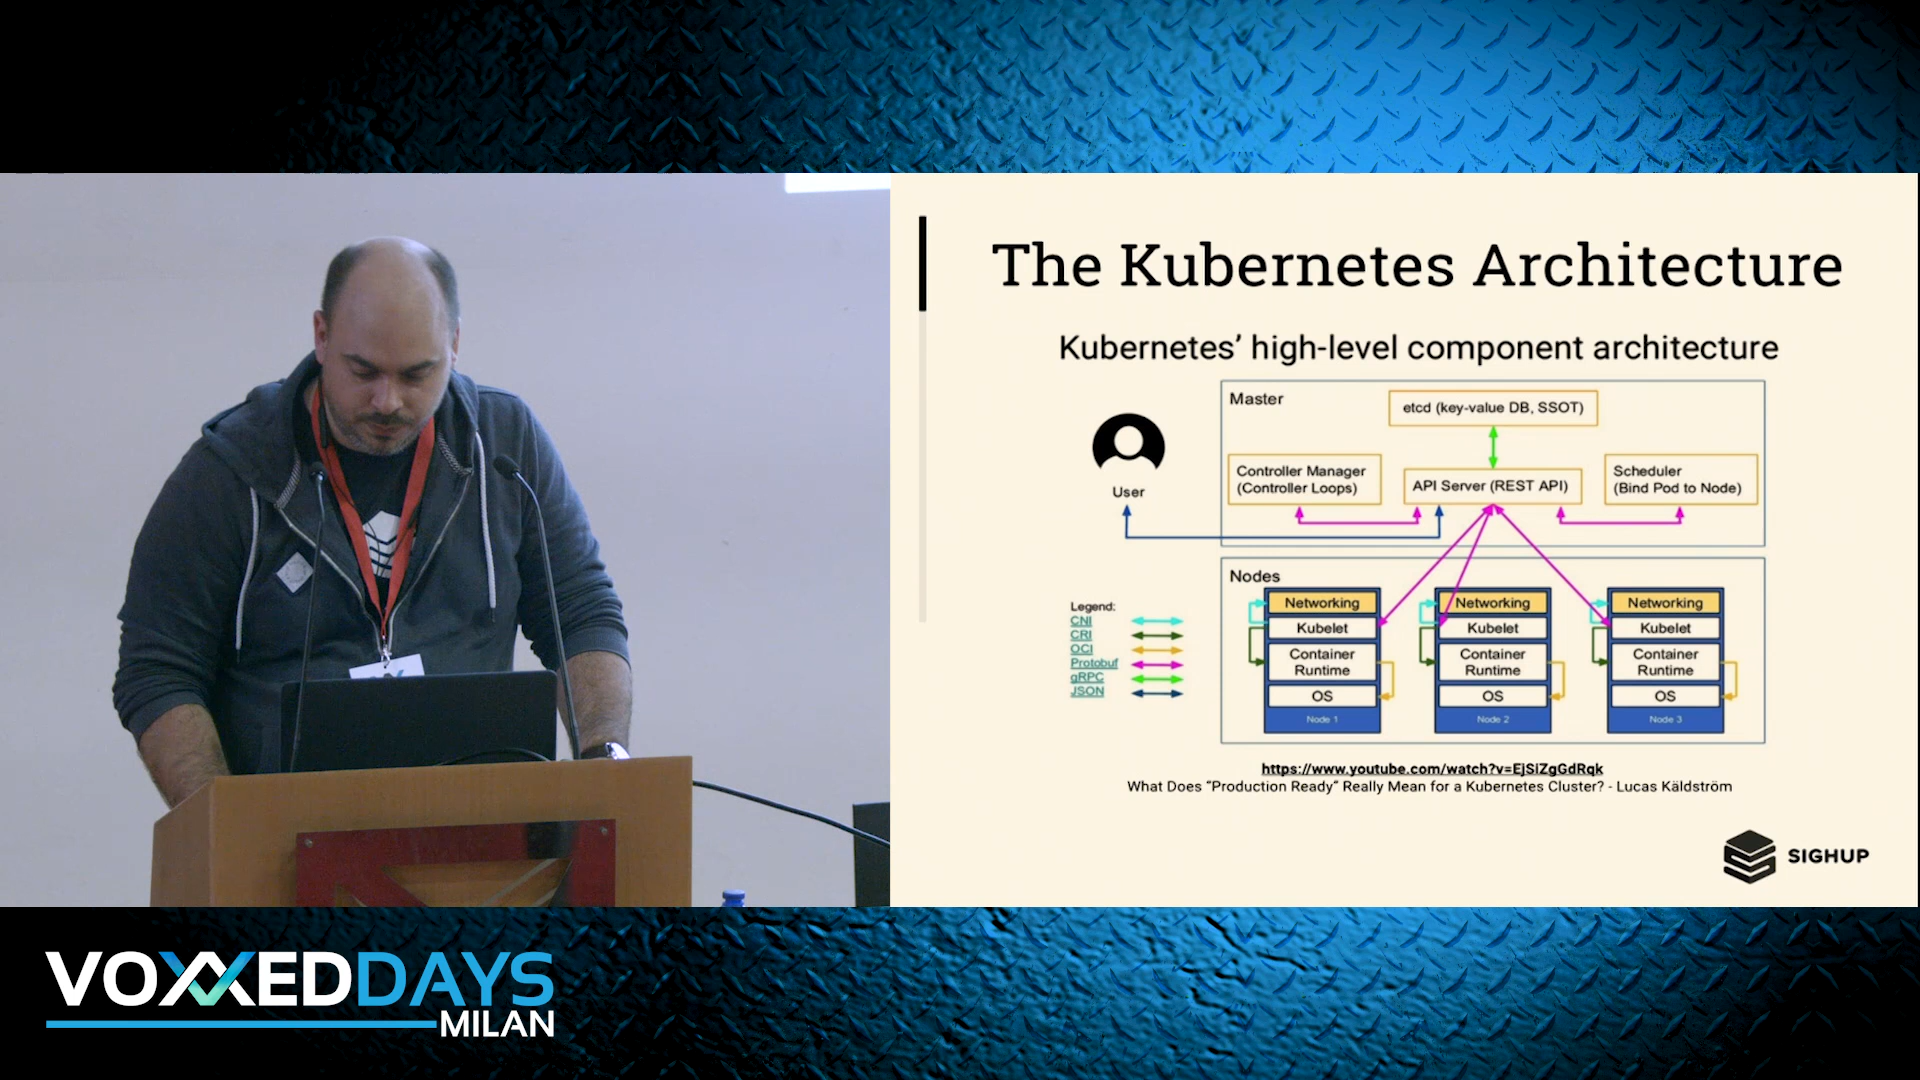 The Kubernetes Architecture
Kubernetes’ high-level component architecture
Master
etcd (key-value DB, SSOT)
Controller Manager
(Controller Loops)
API Server (REST API)
Scheduler
(Bind Pod to Node)
User
Nodes
Networking
Kubelet
Container
Runtime
OS
Node 1
Networking
Kubelet
Container
Runtime
OS
Node 2
Networking
Kubelet
Container
Runtime
OS
Node 3
Legend:
CNI
CRI
OCI
Protobuf
gRPC
JSON
https://www.youtube.com/watch?v=EjSiZgGdRqk
What Does “Production Ready” Really Mean for a Kubernetes Cluster? - Lucas Käldström
SIGHUP
VOXXEDDAYS
MILAN